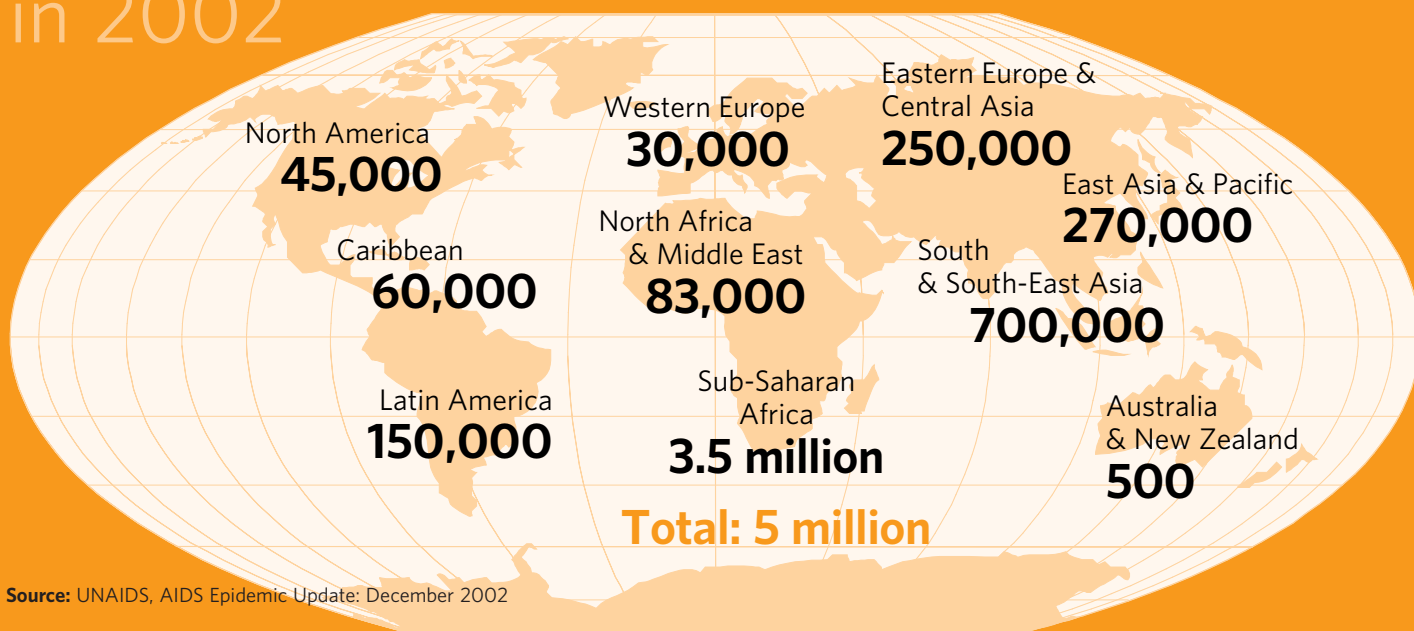 in 2002
Eastern Europe &
Central Asia
250,000
Western Europe
30,000
North America
45,000
East Asia & Pacific
270,000
North Africa
& Middle East
83,000
Caribbean
60,000
South
& South-East Asia
700,000
Sub-Saharan
Africa
3.5 million
Latin America
150,000
Australia
& New Zealand
500
Total: 5 million
Source: UNAIDS, AIDS Epidemic Update: December 2002